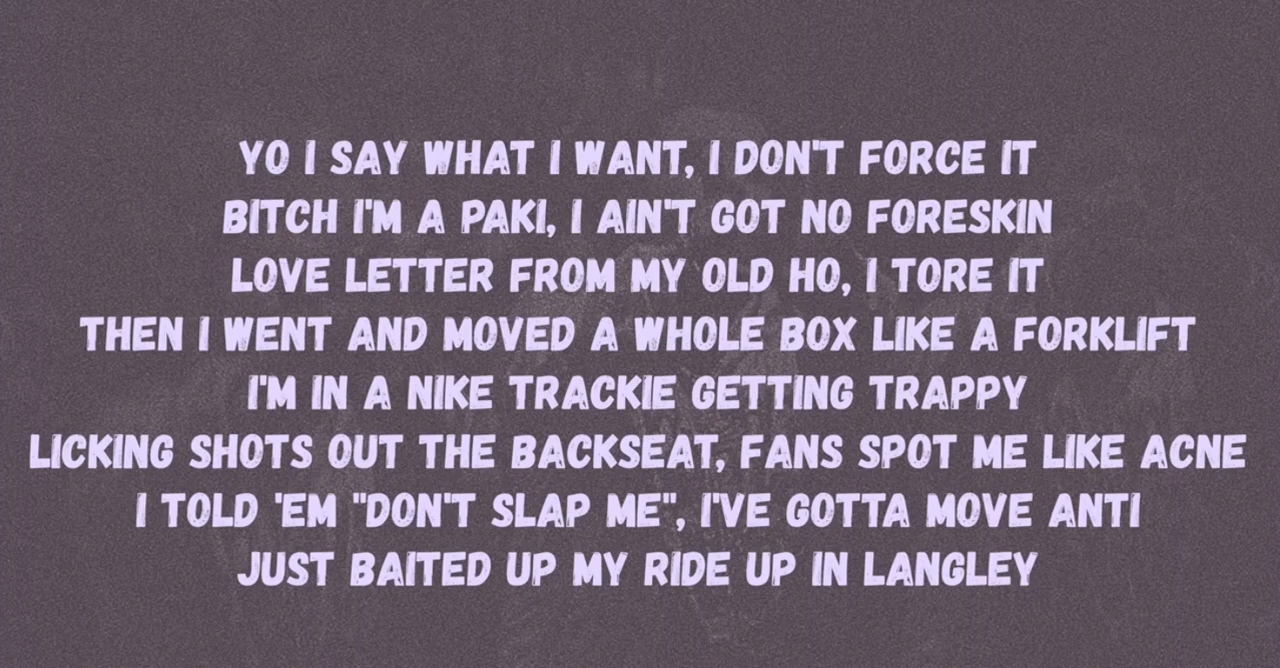 YO I SAY WHAT I WANT, I DON'T FORCE IT
BITCH I'M A PAKI, I AIN'T GOT NO FORESKIN
LOVE LETTER FROM MY OLD HO, I TORE IT
THEN I WENT AND MOVED A WHOLE BOX LIKE A FORKLIFT
I'M IN A NIKE TRACKIE GETTING TRAPPY
LICKING SHOTS OUT THE BACKSEAT, FANS SPOT ME LIKE ACNE
I TOLD 'EM "DON'T SLAP ME", I'VE GOTTA MOVE ANTI
JUST BAITED UP MY RIDE UP IN LANGLEY